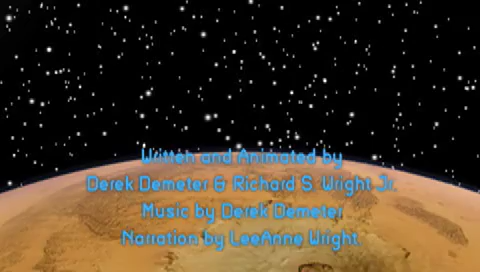 Written and Animated by
Derek Demeter & Richard S. Wright Jr.
Music by Derek Demeter
Narration by LeeAnne Wright